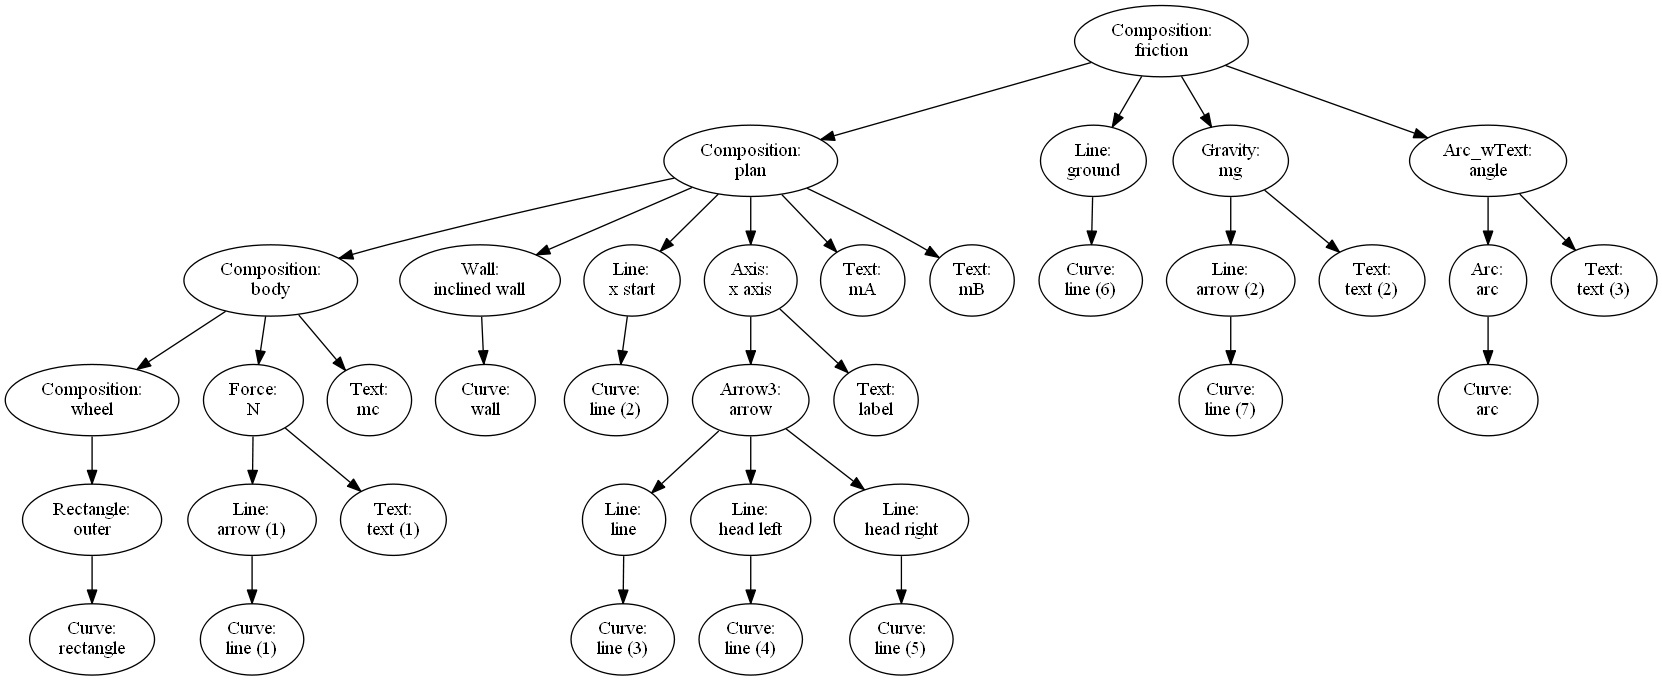 Composition:
friction
Composition:
plan
Line:
ground
Gravity:
mg
Arc_wText:
angle
Composition:
body
Wall:
inclined wall
Line:
x start
Axis:
x axis
Text:
mA
Text:
mB
Curve:
line (6)
Line:
arrow (2)
Text:
text (2)
Arc:
arc
Text:
text (3)
Composition:
wheel
Force:
N
Text:
mc
Curve:
wall
Curve:
line (2)
Arrow3:
arrow
Text:
label
Curve:
line (7)
Curve:
arc
Rectangle:
outer
Line:
arrow (1)
Text:
text (1)
Line:
line
Line:
head left
Line:
head right
Curve:
rectangle
Curve:
line (1)
Curve:
line (3)
Curve:
line (4)
Curve:
line (5)